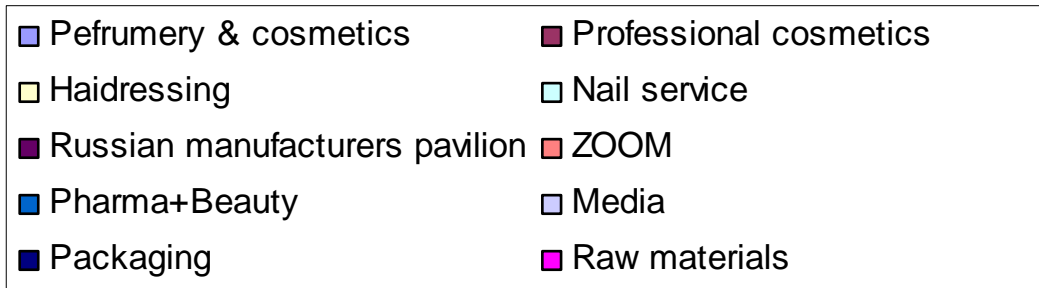 Pefrumery & cosmetics Professional cosmetics
Haidressing Nail service
Russian manufacturers pavilion ZOOM
Pharma+Beauty Media
Packaging Raw materials